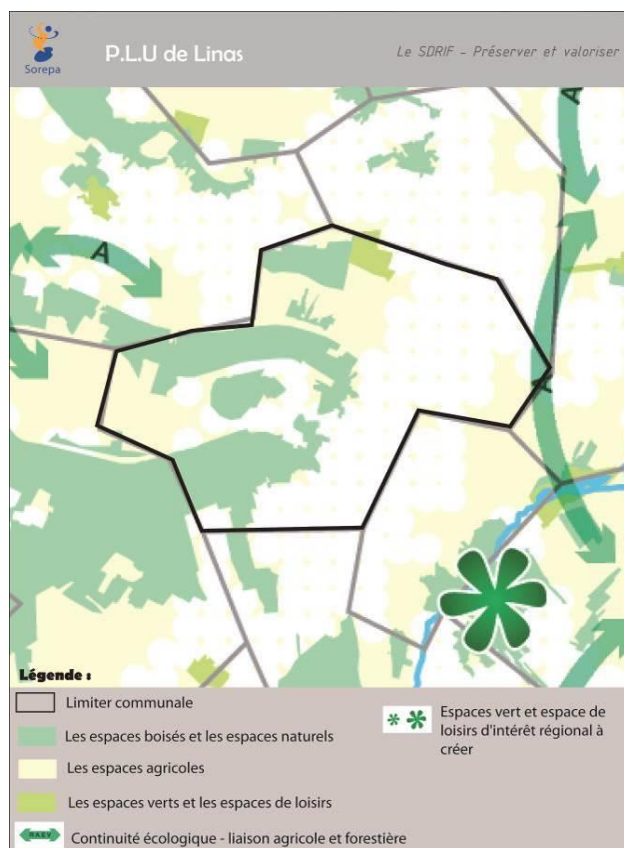 Sorepa
P.L.U de Linas
Le SDRIF - Préserver et valoriser
A
A
A
Légende :
Limiter communale
Les espaces boisés et les espaces naturels
Les espaces agricoles
Les espaces verts et les espaces de loisirs
Continuité écologique - liaison agricole et forestière
Espaces vert et espace de
loisirs d'intérêt régional à
créer